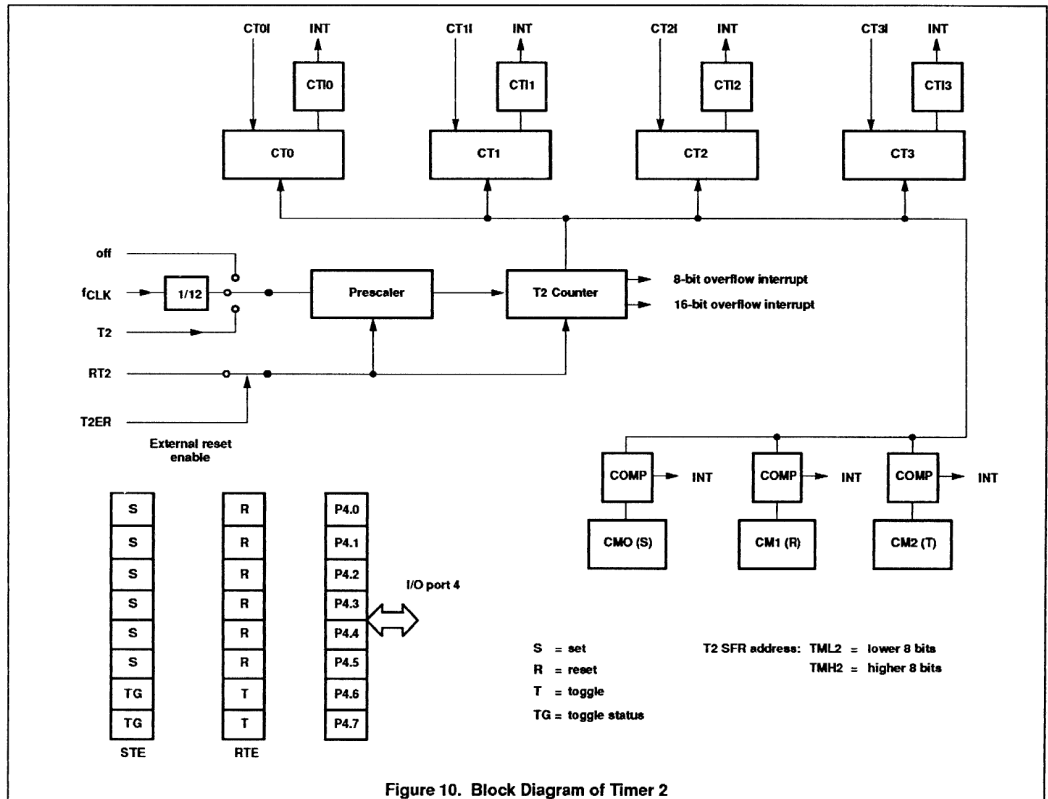 CT0I INT CT1I INT CT2I INT CT3I INT
CTI0 CTI1 CTI2 CTI3
CT0 CT1 CT2 CT3
off
fCLK 1/12 Prescaler T2 Counter 8-bit overflow interrupt
16-bit overflow interrupt
T2
RT2
T2ER
External reset
enable
COMP INT COMP INT COMP INT
CMO (S) CM1 (R) CM2 (T)
S R P4.0
S R P4.1
S R P4.2
I/O port 4
S R P4.3
S R P4.4
S R P4.5
TG T P4.6
TG T P4.7
STE RTE
S = set T2 SFR address: TML2 = lower 8 bits
R = reset TMH2 = higher 8 bits
T = toggle
TG = toggle status
Figure 10. Block Diagram of Timer 2